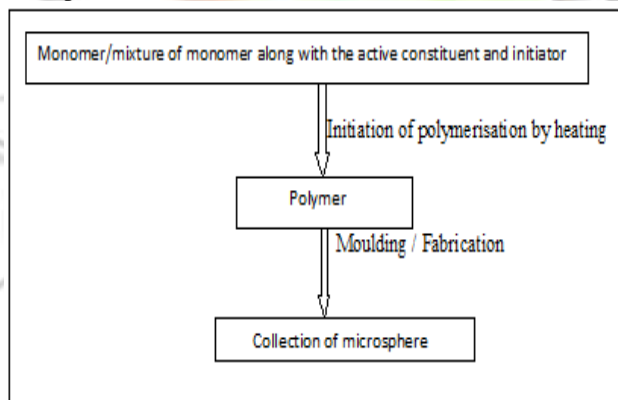 Monomer/mixture of monomer along with the active constituent and initiator
Initiation of polymerisation by heating
Polymer
Moulding / Fabrication
Collection of microsphere